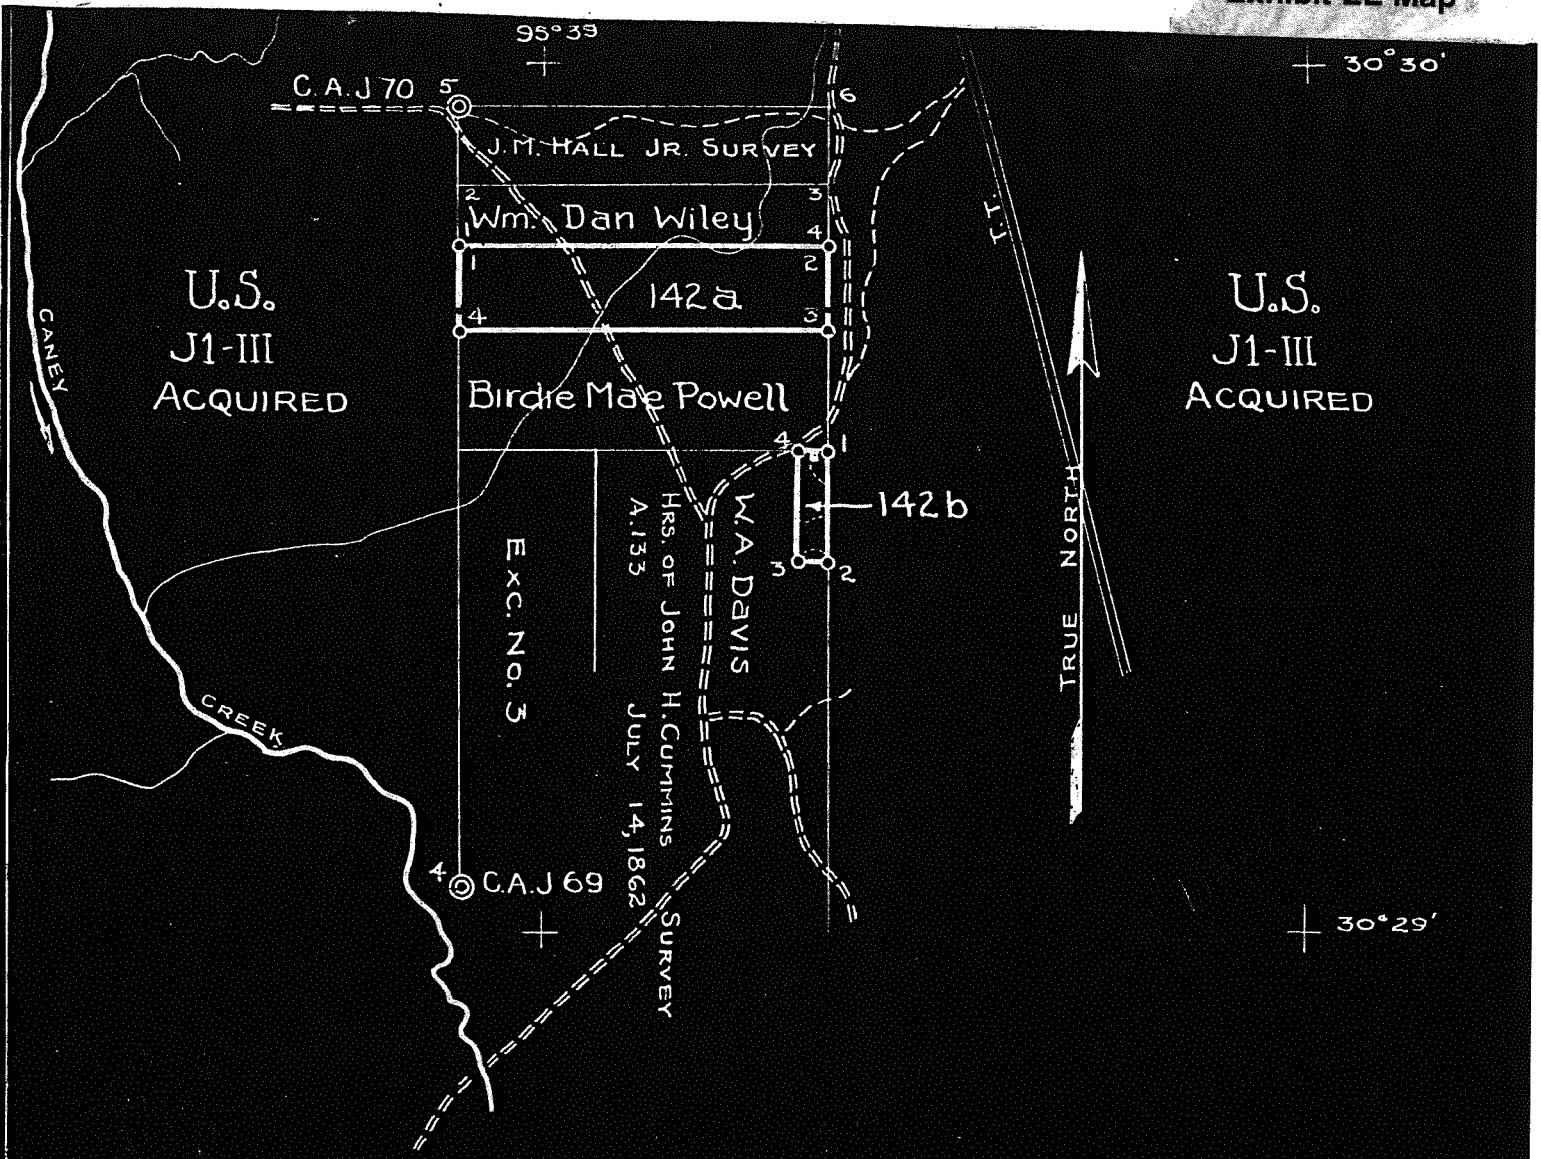 Exhibit EE Map
95°39
30°30'
C.A.J 70
5
6
J.M. HALL JR. SURVEY
2
3
Wm. Dan Wiley
1
4
1
2
142a
4
3
U.S.
J1-III
ACQUIRED
U.S.
J1-III
ACQUIRED
T.T.
CANEY
CREEK
Birdie Mae Powell
4
1
142b
3
2
W.A. DAVIS
HRS. OF JOHN H. CUMMINS SURVEY
A.133 JULY 14, 1862
EXC. NO. 3
TRUE NORTH
4
C.A.J 69
30°29'